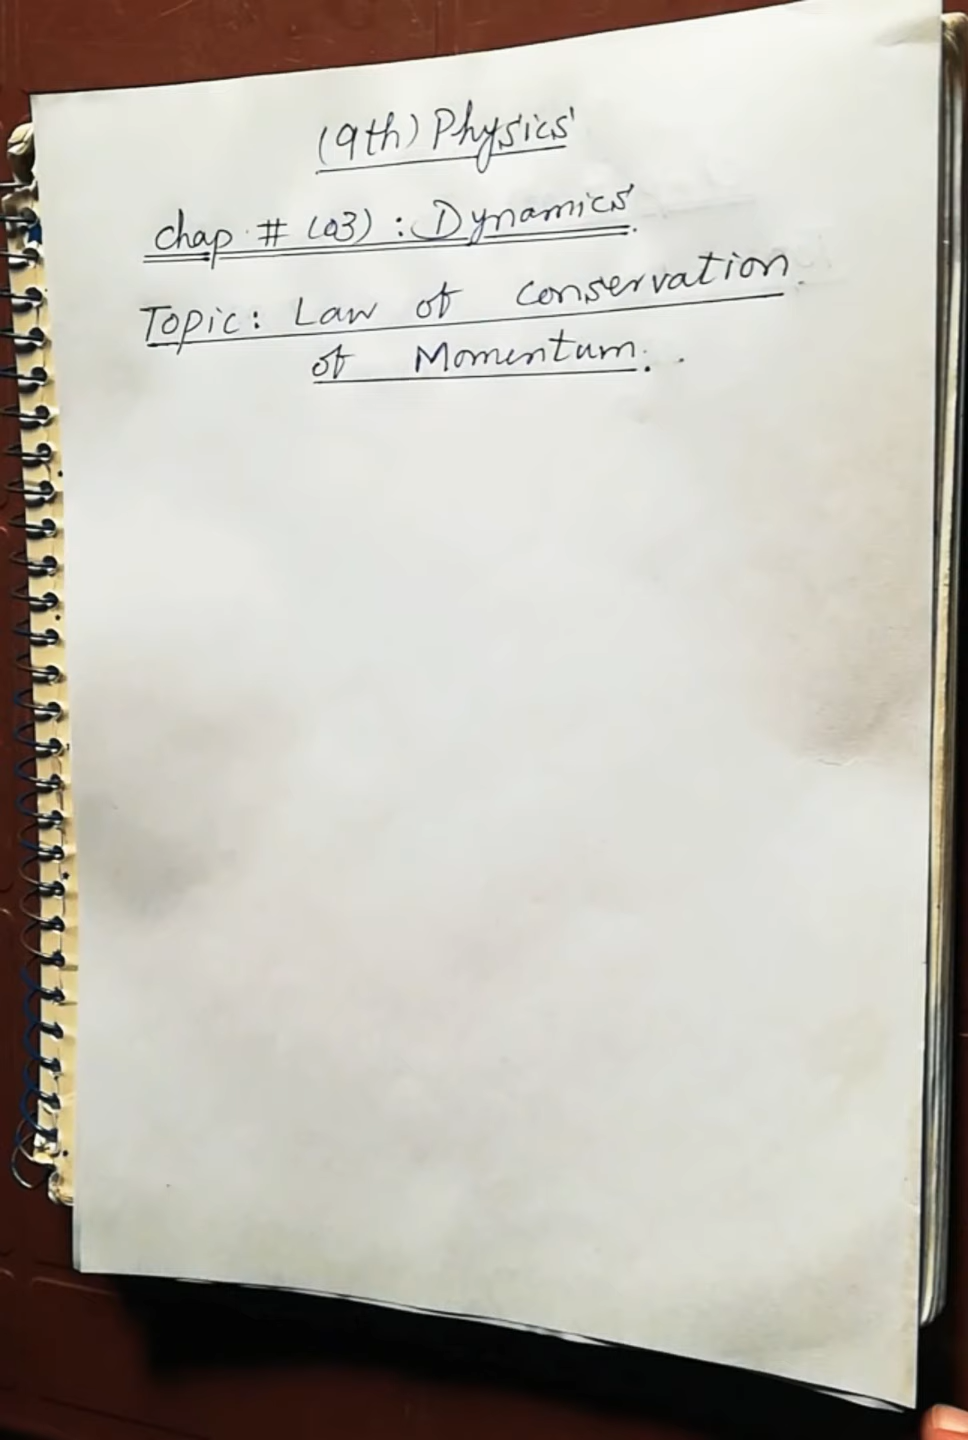 (9th) Physics
Chap # (03) : Dynamics.
Topic: Law of Conservation
of Momentum.